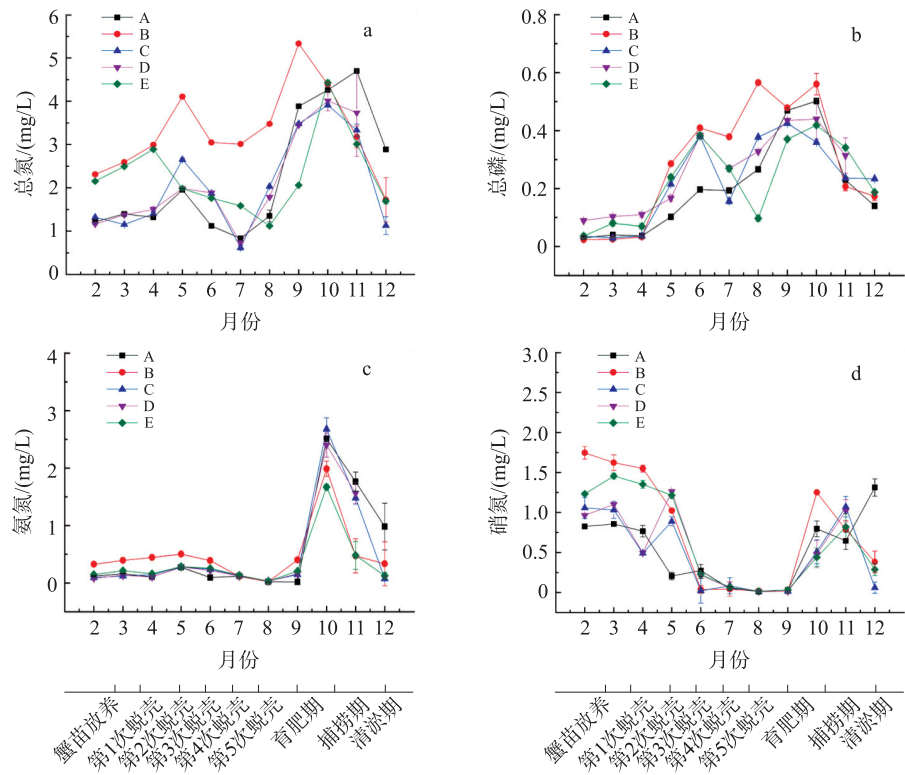 a
A
B
C
D
E
总氮/(mg/L)
6
5
4
3
2
1
0
2 3 4 5 6 7 8 9 10 11 12
月份
b
A
B
C
D
E
总磷/(mg/L)
0.8
0.6
0.4
0.2
0
2 3 4 5 6 7 8 9 10 11 12
月份
c
A
B
C
D
E
氨氮/(mg/L)
4
3
2
1
0
2 3 4 5 6 7 8 9 10 11 12
月份
d
A
B
C
D
E
硝氮/(mg/L)
3.0
2.5
2.0
1.5
1.0
0.5
0
2 3 4 5 6 7 8 9 10 11 12
月份
蟹苗放养
第1次蜕壳
第2次蜕壳
第3次蜕壳
第4次蜕壳
第5次蜕壳
育肥期
捕捞期
清淤期
蟹苗放养
第1次蜕壳
第2次蜕壳
第3次蜕壳
第4次蜕壳
第5次蜕壳
育肥期
捕捞期
清淤期